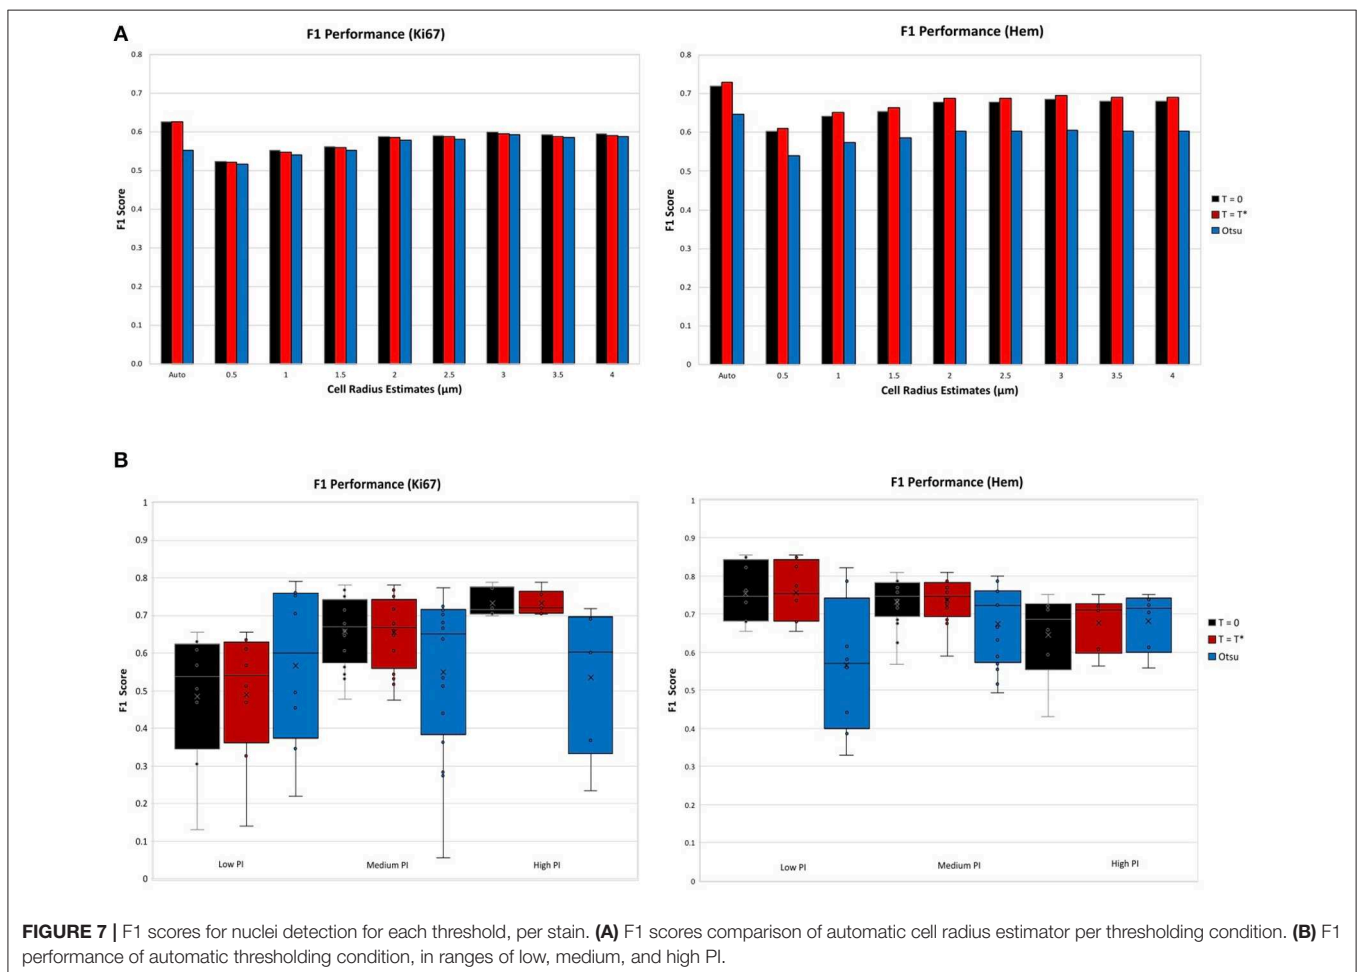 A
F1 Performance (Ki67)
0.8
0.7
0.6
0.5
0.4
0.3
0.2
0.1
0.0
F1 Score
Auto 0.5 1 1.5 2 2.5 3 3.5 4
Cell Radius Estimates (µm)
F1 Performance (Hem)
0.8
0.7
0.6
0.5
0.4
0.3
0.2
0.1
0
F1 Score
Auto 0.5 1 1.5 2 2.5 3 3.5 4
Cell Radius Estimates (µm)
T = 0
T = T*
Otsu
B
F1 Performance (Ki67)
1
0.9
0.8
0.7
0.6
0.5
0.4
0.3
0.2
0.1
0
F1 Score
Low PI Medium PI High PI
F1 Performance (Hem)
1
0.9
0.8
0.7
0.6
0.5
0.4
0.3
0.2
0.1
0
F1 Score
Low PI Medium PI High PI
T = 0
T = T*
Otsu
FIGURE 7 | F1 scores for nuclei detection for each threshold, per stain. (A) F1 scores comparison of automatic cell radius estimator per thresholding condition. (B) F1
performance of automatic thresholding condition, in ranges of low, medium, and high PI.